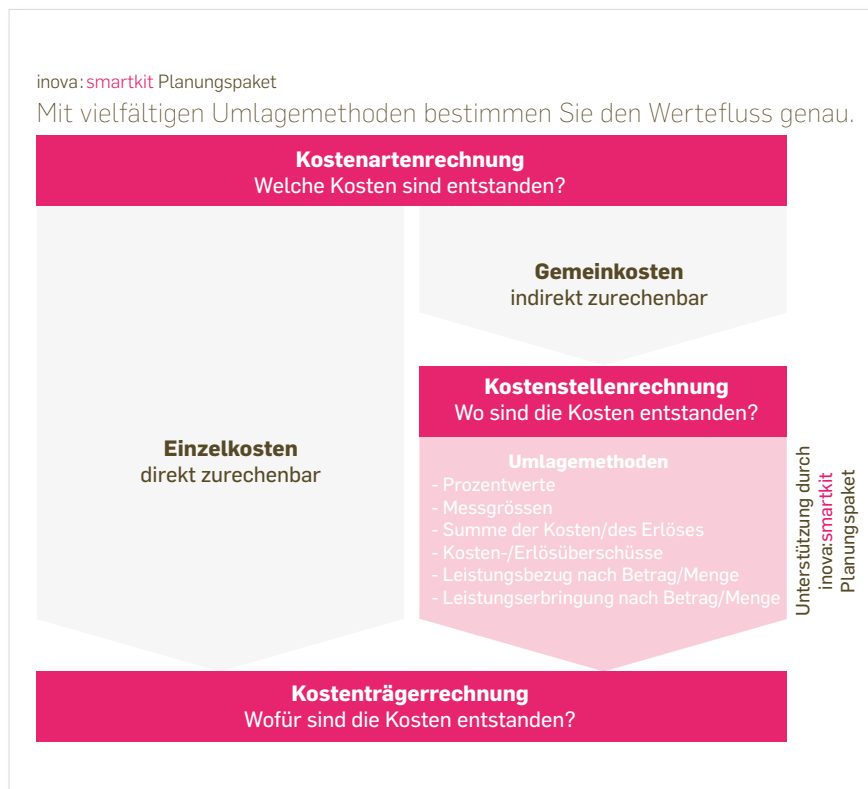 inova:smartkit Planungspaket
Mit vielfältigen Umlagemethoden bestimmen Sie den Wertefluss genau.
Kostenartenrechnung
Welche Kosten sind entstanden?
Gemeinkosten
indirekt zurechenbar
Kostenstellenrechnung
Wo sind die Kosten entstanden?
Einzelkosten
direkt zurechenbar
Umlagemethoden
- Prozentwerte
- Messgrössen
- Summe der Kosten/des Erlöses
- Kosten-/Erlösüberschüsse
- Leistungsbezug nach Betrag/Menge
- Leistungserbringung nach Betrag/Menge
Unterstützung durch
inova:smartkit
Planungspaket
Kostenträgerrechnung
Wofür sind die Kosten entstanden?